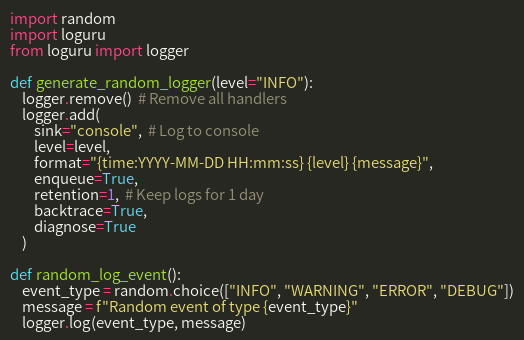 import random
import loguru
from loguru import logger

def generate_random_logger(level="INFO"):
    logger.remove()  # Remove all handlers
    logger.add(
        sink="console",  # Log to console
        level=level,
        format="{time:YYYY-MM-DD HH:mm:ss} {level} {message}",
        enqueue=True,
        retention=1,  # Keep logs for 1 day
        backtrace=True,
        diagnose=True
    )

def random_log_event():
    event_type = random.choice(["INFO", "WARNING", "ERROR", "DEBUG"])
    message = f"Random event of type {event_type}"
    logger.log(event_type, message)